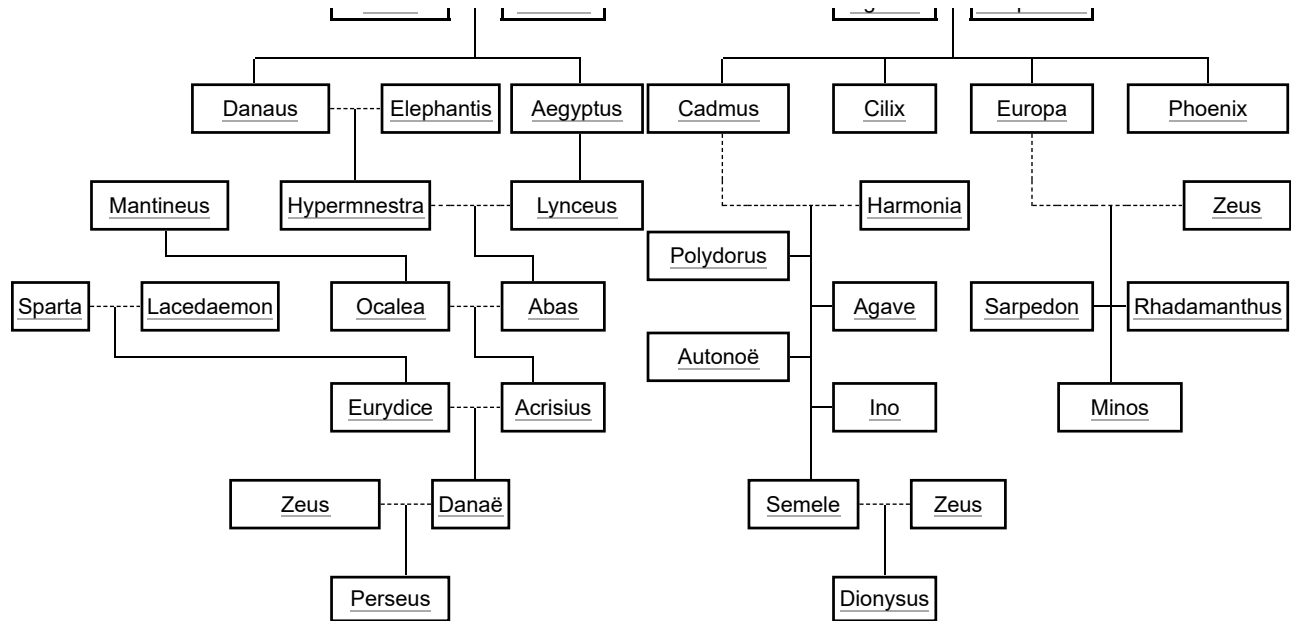 Danaus
Elephantis
Aegyptus
Cadmus
Cilix
Europa
Phoenix
Mantineus
Hypermnestra
Lynceus
Harmonia
Zeus
Polydorus
Sparta
Lacedaemon
Ocalea
Abas
Agave
Sarpedon
Rhadamanthus
Autonoë
Eurydice
Acrisius
Ino
Minos
Zeus
Danaë
Semele
Zeus
Perseus
Dionysus